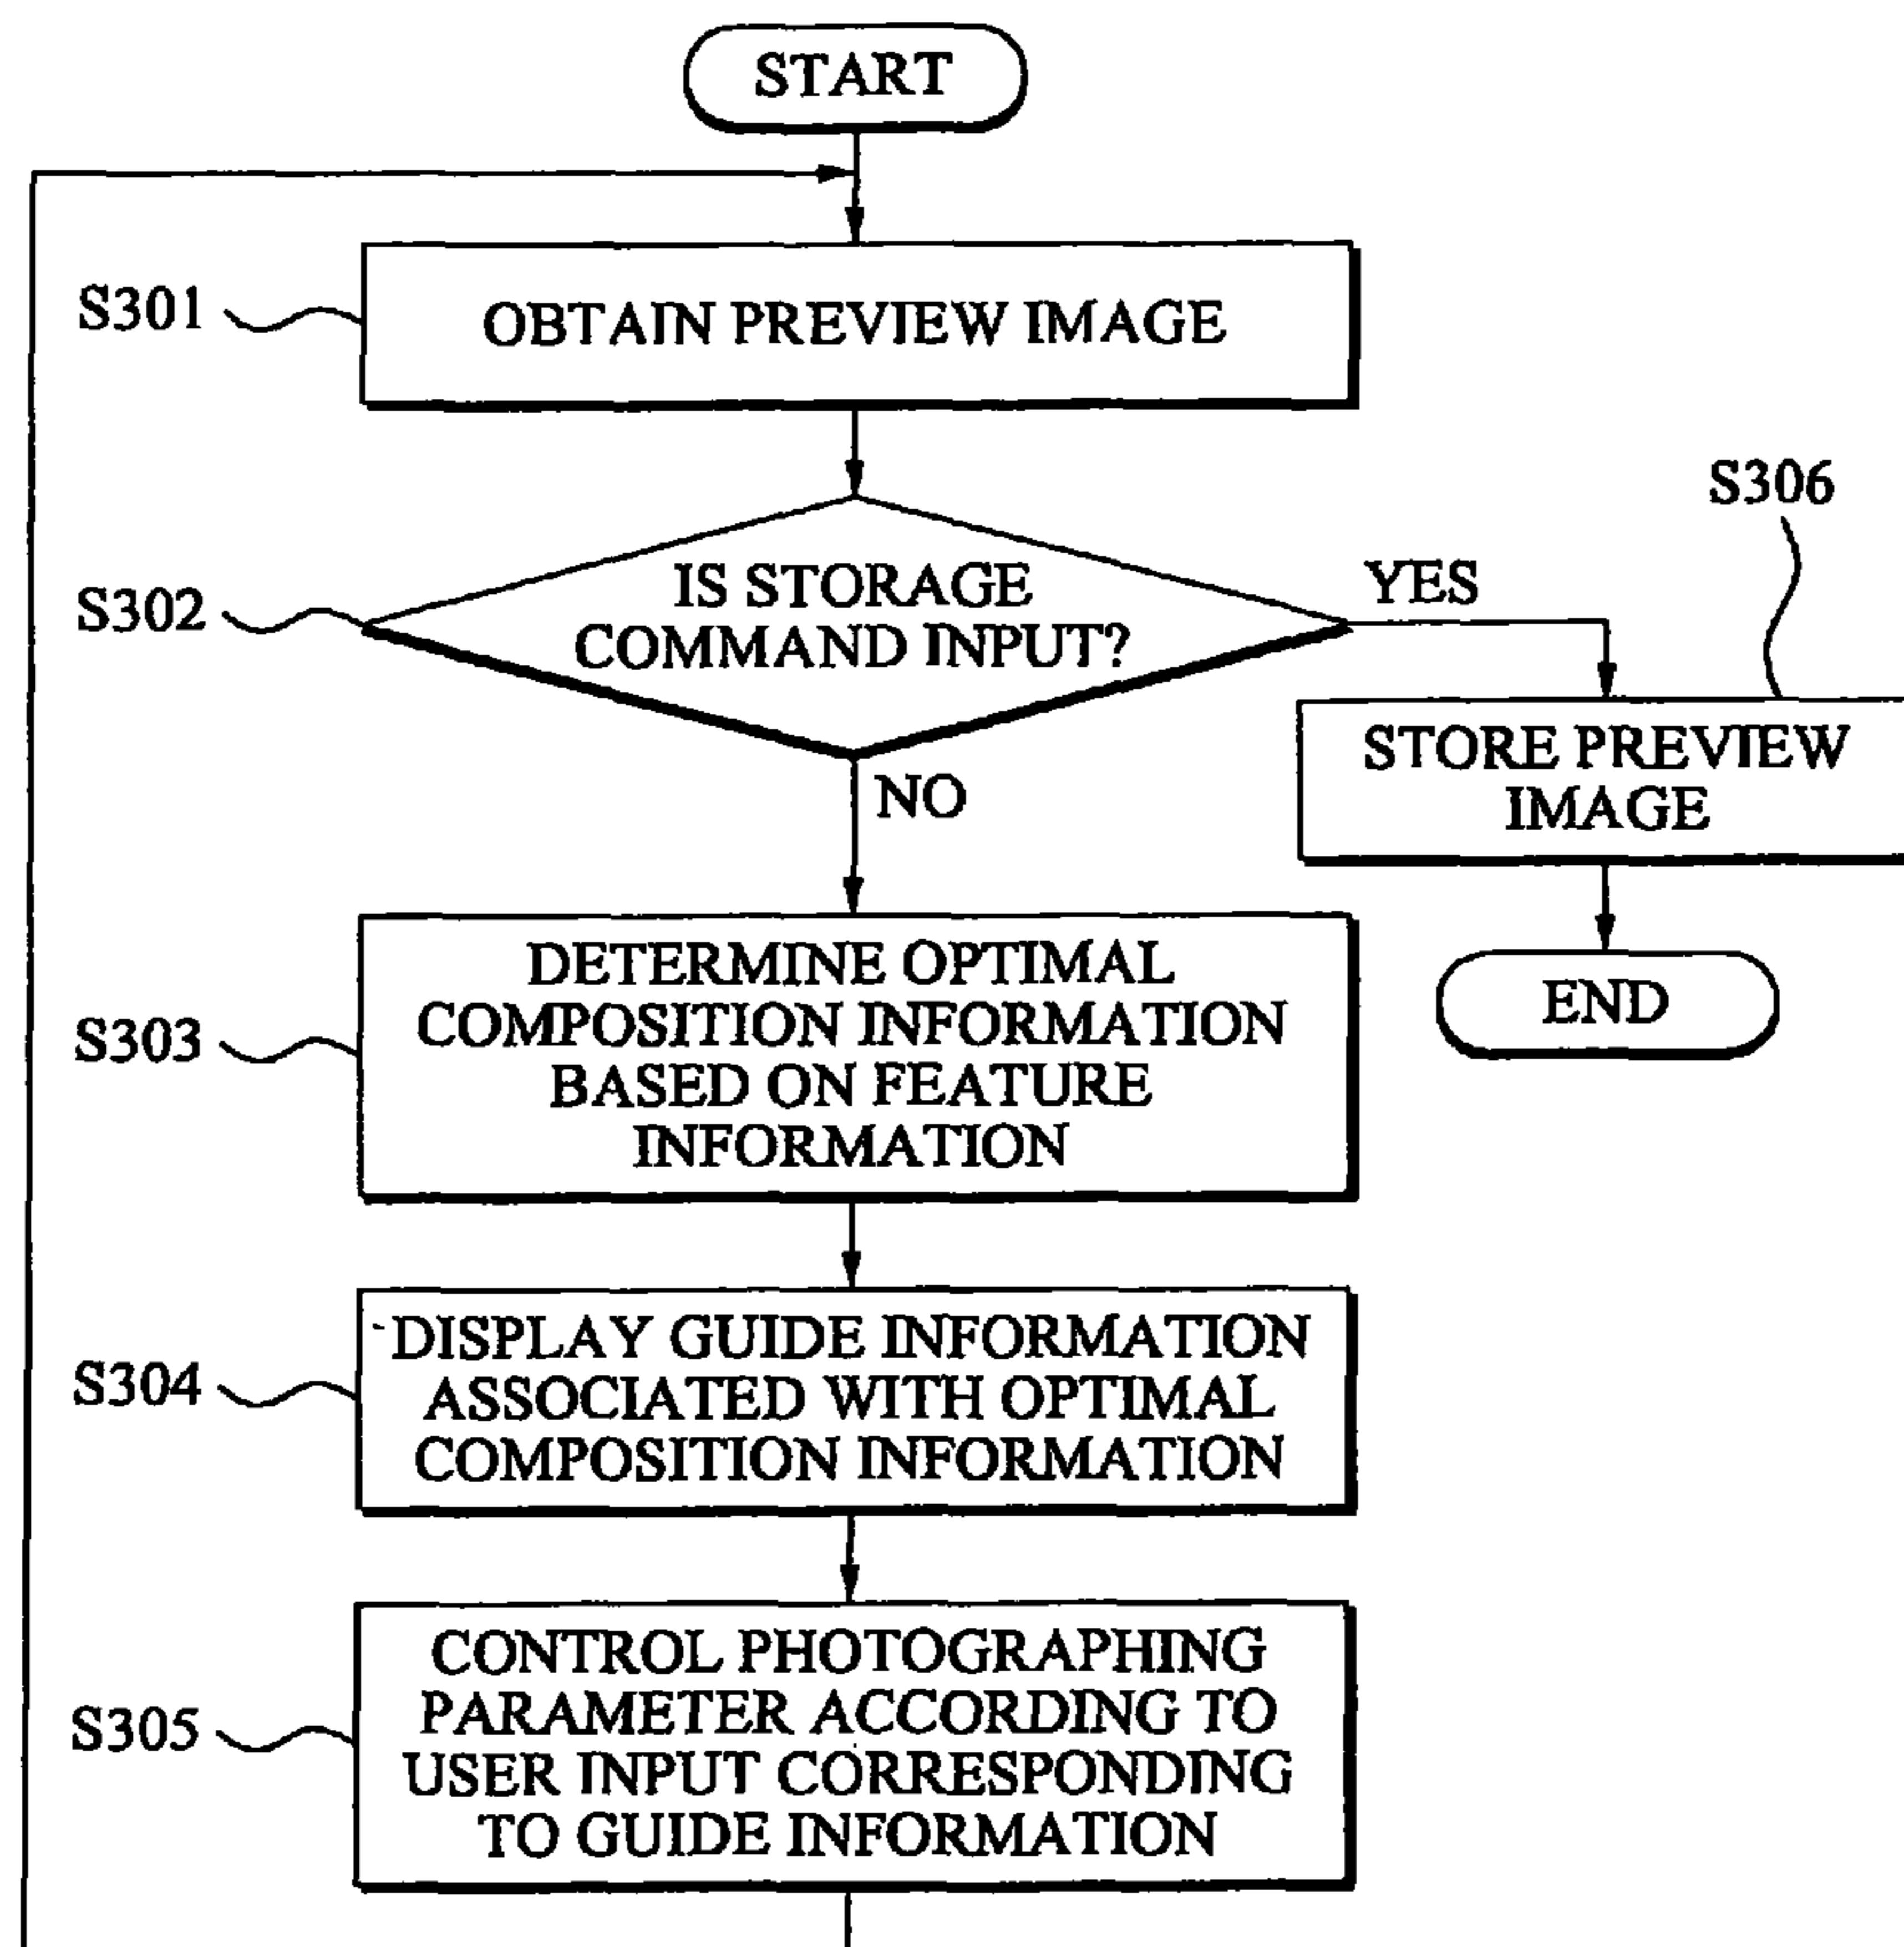 START
S301
OBTAIN PREVIEW IMAGE
S302
IS STORAGE
COMMAND INPUT?
YES
NO
S306
STORE PREVIEW
IMAGE
END
S303
DETERMINE OPTIMAL
COMPOSITION INFORMATION
BASED ON FEATURE
INFORMATION
S304
DISPLAY GUIDE INFORMATION
ASSOCIATED WITH OPTIMAL
COMPOSITION INFORMATION
S305
CONTROL PHOTOGRAPHING
PARAMETER ACCORDING TO
USER INPUT CORRESPONDING
TO GUIDE INFORMATION